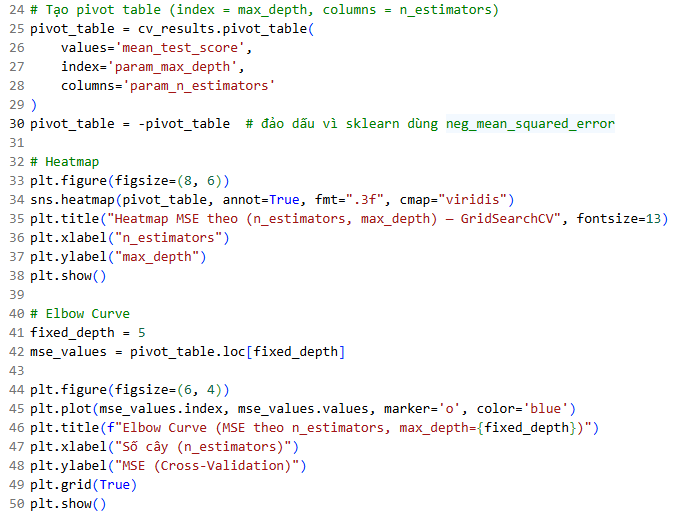 24 # Tạo pivot table (index = max_depth, columns = n_estimators)
25 pivot_table = cv_results.pivot_table(
26     values='mean_test_score',
27     index='param_max_depth',
28     columns='param_n_estimators'
29 )
30 pivot_table = -pivot_table  # đảo dấu vì sklearn dùng neg_mean_squared_error
31
32 # Heatmap
33 plt.figure(figsize=(8, 6))
34 sns.heatmap(pivot_table, annot=True, fmt=".3f", cmap="viridis")
35 plt.title("Heatmap MSE theo (n_estimators, max_depth) — GridSearchCV", fontsize=13)
36 plt.xlabel("n_estimators")
37 plt.ylabel("max_depth")
38 plt.show()
39
40 # Elbow Curve
41 fixed_depth = 5
42 mse_values = pivot_table.loc[fixed_depth]
43
44 plt.figure(figsize=(6, 4))
45 plt.plot(mse_values.index, mse_values.values, marker='o', color='blue')
46 plt.title(f"Elbow Curve (MSE theo n_estimators, max_depth={fixed_depth})")
47 plt.xlabel("Số cây (n_estimators)")
48 plt.ylabel("MSE (Cross-Validation)")
49 plt.grid(True)
50 plt.show()